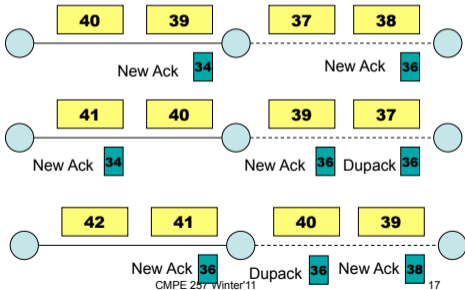 40 39 37 38
New Ack 34 New Ack 36
41 40 39 37
New Ack 34 New Ack 36 Dupack 36
42 41 40 39
New Ack 36 Dupack 36 New Ack 38
CMPE 257 Winter'11 17